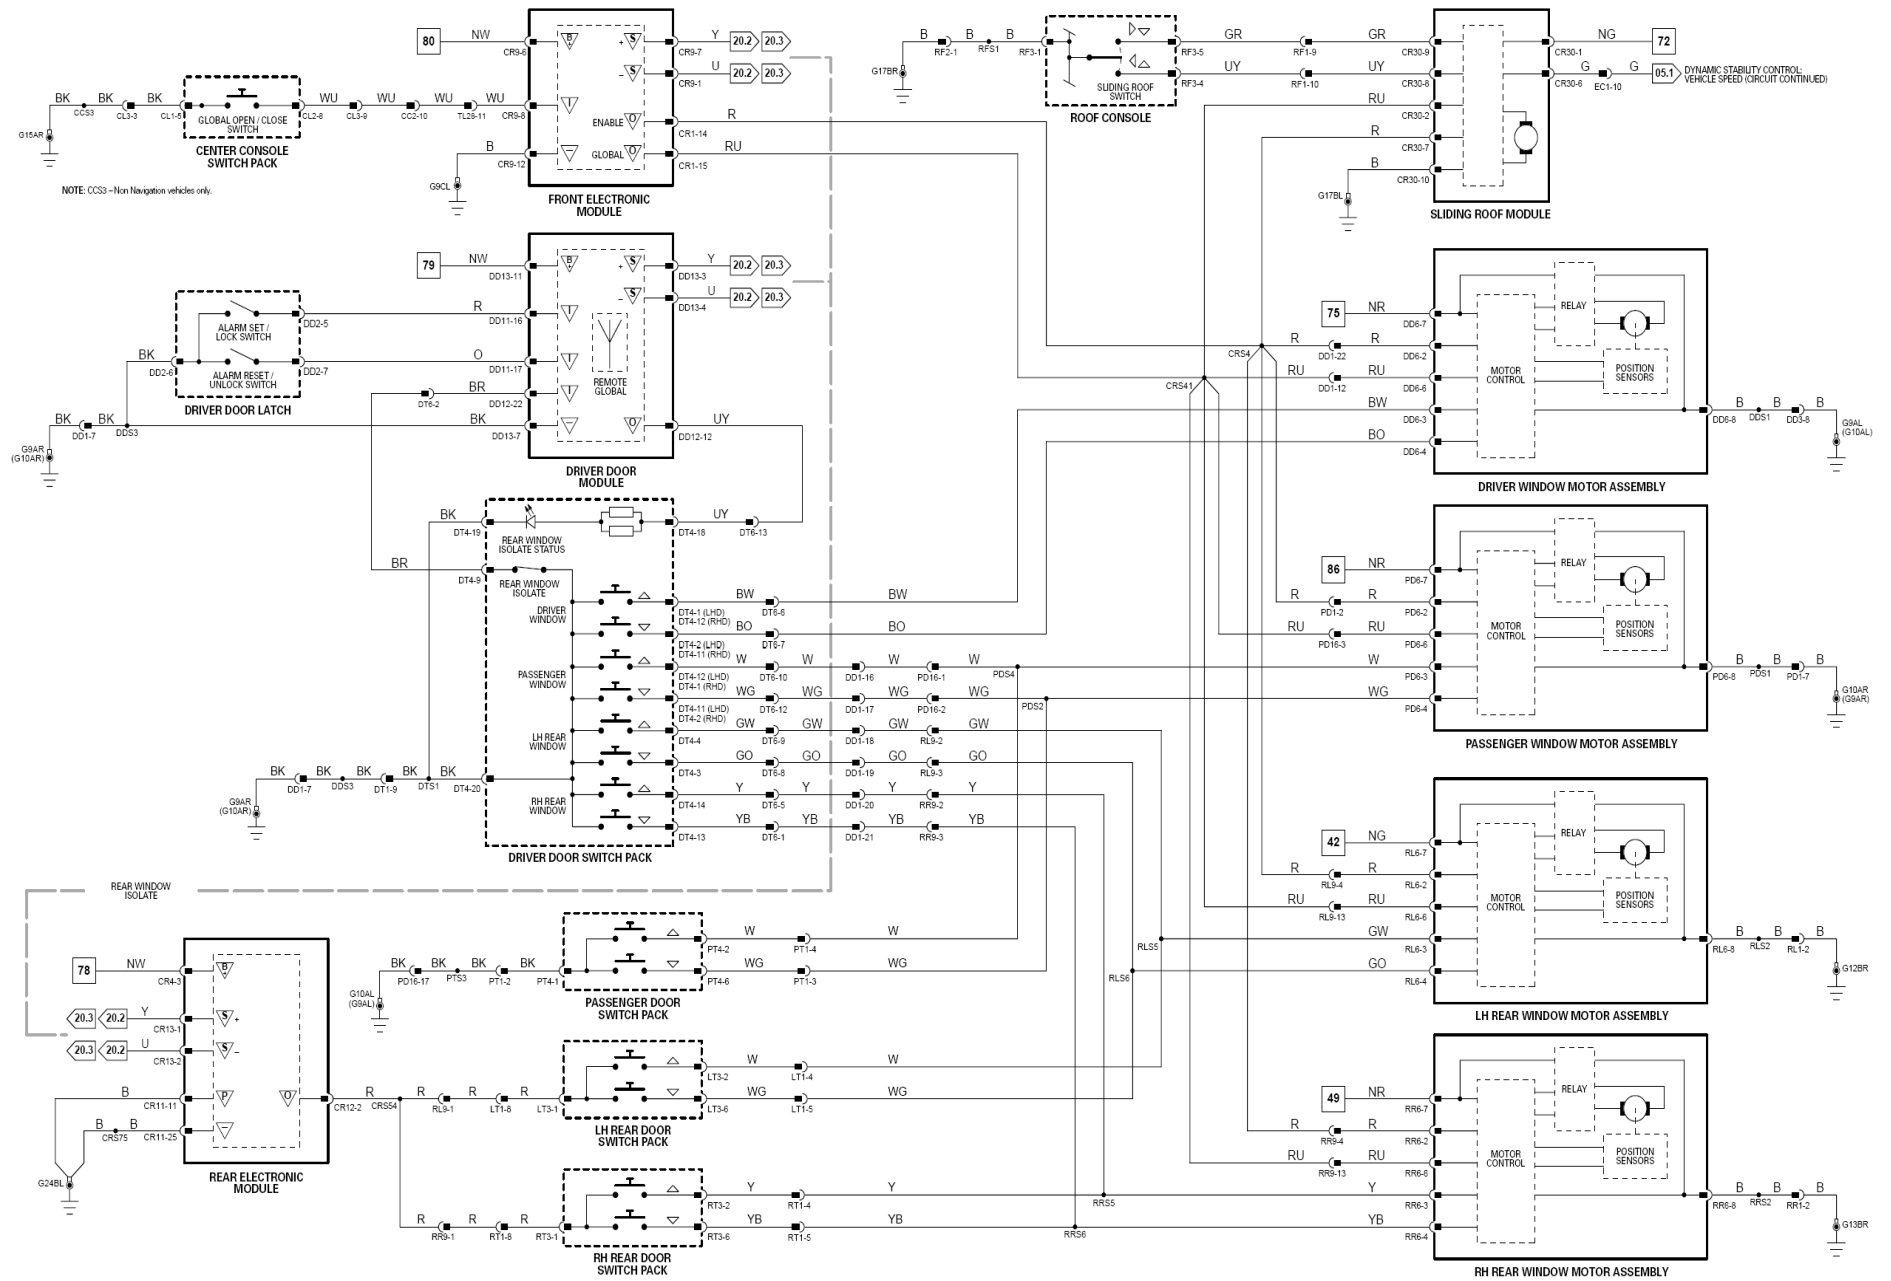 80
NW
CR9-6
B+
+ S
Y
CR9-7
20.2
20.3
− S
U
CR9-1
20.2
20.3
G15AR
BK
CCS3
BK
CL3-3
BK
CL1-5
GLOBAL OPEN / CLOSE
SWITCH
CL2-8
WU
CL3-9
WU
CC2-10
WU
TL28-11
WU
CR9-8
I
CENTER CONSOLE
SWITCH PACK
ENABLE
O
R
CR1-14
B
CR9-12
G9CL
GLOBAL
O
RU
CR1-15
NOTE: CCS3 – Non Navigation vehicles only.
FRONT ELECTRONIC
MODULE
G17BR
B
RF2-1
B
RFS1
B
RF3-1
SLIDING ROOF
SWITCH
ROOF CONSOLE
RF3-5
GR
RF1-9
GR
CR30-9
RF3-4
UY
RF1-10
UY
CR30-8
RU
CR30-2
R
CR30-7
B
CR30-10
G17BL
CR30-1
NG
72
CR30-6
G
EC1-10
G
05.1
DYNAMIC STABILITY CONTROL:
VEHICLE SPEED (CIRCUIT CONTINUED)
SLIDING ROOF MODULE
79
NW
DD13-11
B+
+ S
Y
DD13-3
20.2
20.3
− S
U
DD13-4
20.2
20.3
ALARM SET /
LOCK SWITCH
DD2-5
R
DD11-16
I
ALARM RESET /
UNLOCK SWITCH
DD2-7
O
DD11-17
I
BK
DD2-6
DRIVER DOOR LATCH
DT6-2
BR
DD12-22
I
REMOTE
GLOBAL
G9AR
(G10AR)
BK
DD1-7
BK
DDS3
BK
DD13-7
O
DD12-12
UY
DRIVER DOOR
MODULE
75
NR
DD6-7
CRS4
R
DD1-22
R
DD6-2
CRS41
RU
DD1-12
RU
DD6-6
BW
DD6-3
BO
DD6-4
RELAY
MOTOR
CONTROL
POSITION
SENSORS
DD6-8
B
DDS1
B
DD3-8
B
G9AL
(G10AL)
DRIVER WINDOW MOTOR ASSEMBLY
BK
DT4-19
REAR WINDOW
ISOLATE STATUS
DT4-18
UY
DT6-13
BR
DT4-9
REAR WINDOW
ISOLATE
DRIVER
WINDOW
DT4-1 (LHD)
DT4-12 (RHD)
BW
DT6-6
BW
DT4-2 (LHD)
DT4-11 (RHD)
BO
DT6-7
BO
PASSENGER
WINDOW
DT4-12 (LHD)
DT4-1 (RHD)
W
DT6-10
W
DD1-16
W
PD16-1
W
PDS4
DT4-11 (LHD)
DT4-2 (RHD)
WG
DT6-12
WG
DD1-17
WG
PD16-2
WG
PDS2
LH REAR
WINDOW
DT4-4
GW
DT6-9
GW
DD1-18
GW
RL9-2
GW
DT4-3
GO
DT6-8
GO
DD1-19
GO
RL9-3
GO
RH REAR
WINDOW
DT4-14
Y
DT6-5
Y
DD1-20
Y
RR9-2
Y
DT4-13
YB
DT6-1
YB
DD1-21
YB
RR9-3
YB
G9AR
(G10AR)
BK
DD1-7
BK
DDS3
BK
DT1-9
BK
DTS1
BK
DT4-20
DRIVER DOOR SWITCH PACK
86
NR
PD6-7
R
PD1-2
R
PD6-2
RU
PD16-3
RU
PD6-6
W
PD6-3
WG
PD6-4
RELAY
MOTOR
CONTROL
POSITION
SENSORS
PD6-8
B
PDS1
B
PD1-7
B
G10AR
(G9AR)
PASSENGER WINDOW MOTOR ASSEMBLY
REAR WINDOW
ISOLATE
42
NG
RL6-7
R
RL9-4
R
RL6-2
RU
RL9-13
RU
RL6-6
RLS5
GW
RL6-3
RLS6
GO
RL6-4
RELAY
MOTOR
CONTROL
POSITION
SENSORS
RL6-8
B
RLS2
B
RL1-2
B
G12BR
LH REAR WINDOW MOTOR ASSEMBLY
78
NW
CR4-3
B+
20.3
20.2
Y
CR13-1
S +
20.3
20.2
U
CR13-2
S −
B
CR11-11
P
O
B
CRS75
B
CR11-25
G24BL
REAR ELECTRONIC
MODULE
CR12-2
R
CRS54
G10AL
(G9AL)
BK
PD16-17
BK
PTS3
BK
PT1-2
BK
PT4-1
PT4-2
W
PT1-4
W
PT4-6
WG
PT1-3
WG
PASSENGER DOOR
SWITCH PACK
R
RL9-1
R
LT1-8
R
LT3-1
LT3-2
W
LT1-4
W
LT3-6
WG
LT1-5
WG
LH REAR DOOR
SWITCH PACK
R
RR9-1
R
RT1-8
R
RT3-1
RT3-2
Y
RT1-4
Y
RRS5
RT3-6
YB
RT1-5
YB
RRS6
RH REAR DOOR
SWITCH PACK
49
NR
RR6-7
R
RR9-4
R
RR6-2
RU
RR9-13
RU
RR6-6
Y
RR6-3
YB
RR6-4
RELAY
MOTOR
CONTROL
POSITION
SENSORS
RR6-8
B
RRS2
B
RR1-2
B
G13BR
RH REAR WINDOW MOTOR ASSEMBLY